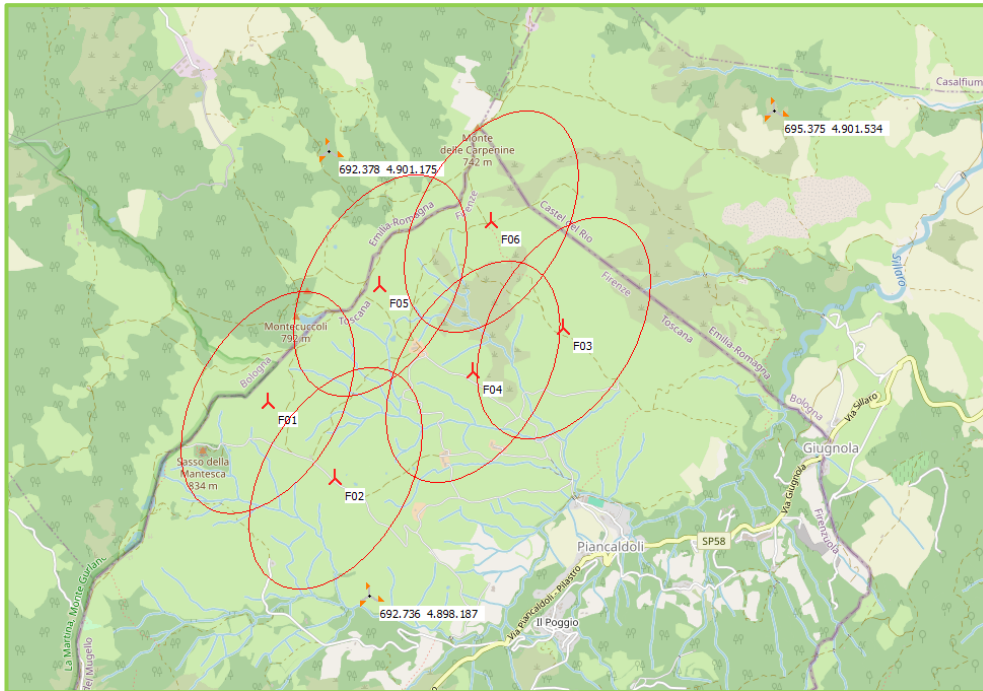 Casalfium
695.375 4.901.534
Monte
delle Carpenine
742 m
692.378 4.901.175
Emilia-Romagna
Firenze
Castel del Rio
F06
Sillaro
Firenze
Toscana
F05
Toscana
Emilia-Romagna
Montecuccoli
792 m
F03
Bologna
F04
Bologna
Via Sillaro
F01
Giugnola
Sasso della
Mantesca
834 m
F02
Via Giugnola
Firenzuola
SP58
Piancaldoli
La Martina, Monte Gurlano
692.736 4.898.187
Via Piancaldoli - Pilastro
Il Poggio
del Mugello